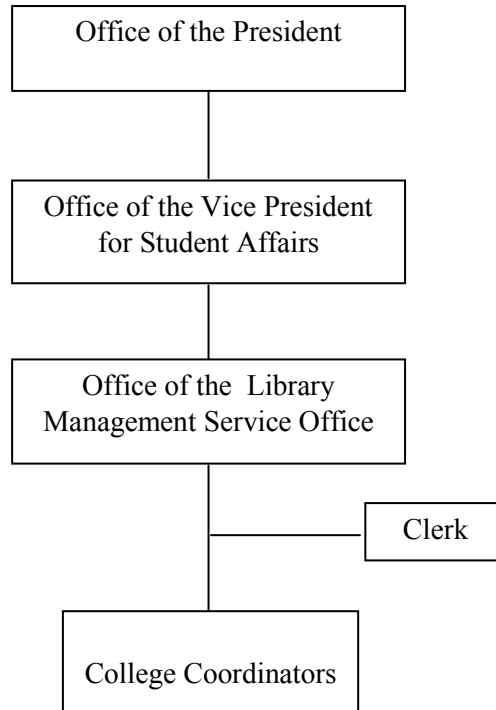 Office of the President
Office of the Vice President
for Student Affairs
Office of the  Library
Management Service Office
Clerk
College Coordinators